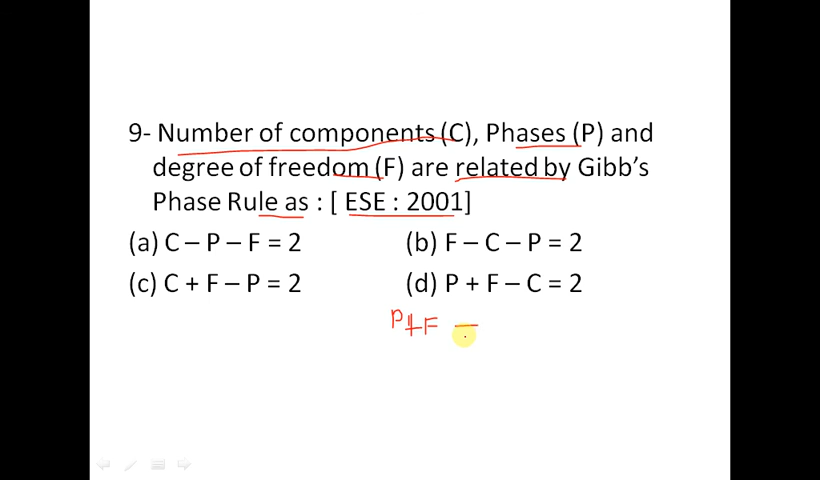 9- Number of components (C), Phases (P) and
degree of freedom (F) are related by Gibb’s
Phase Rule as : [ ESE : 2001]
(a) C – P – F = 2 (b) F – C – P = 2
(c) C + F – P = 2 (d) P + F – C = 2
P+F =